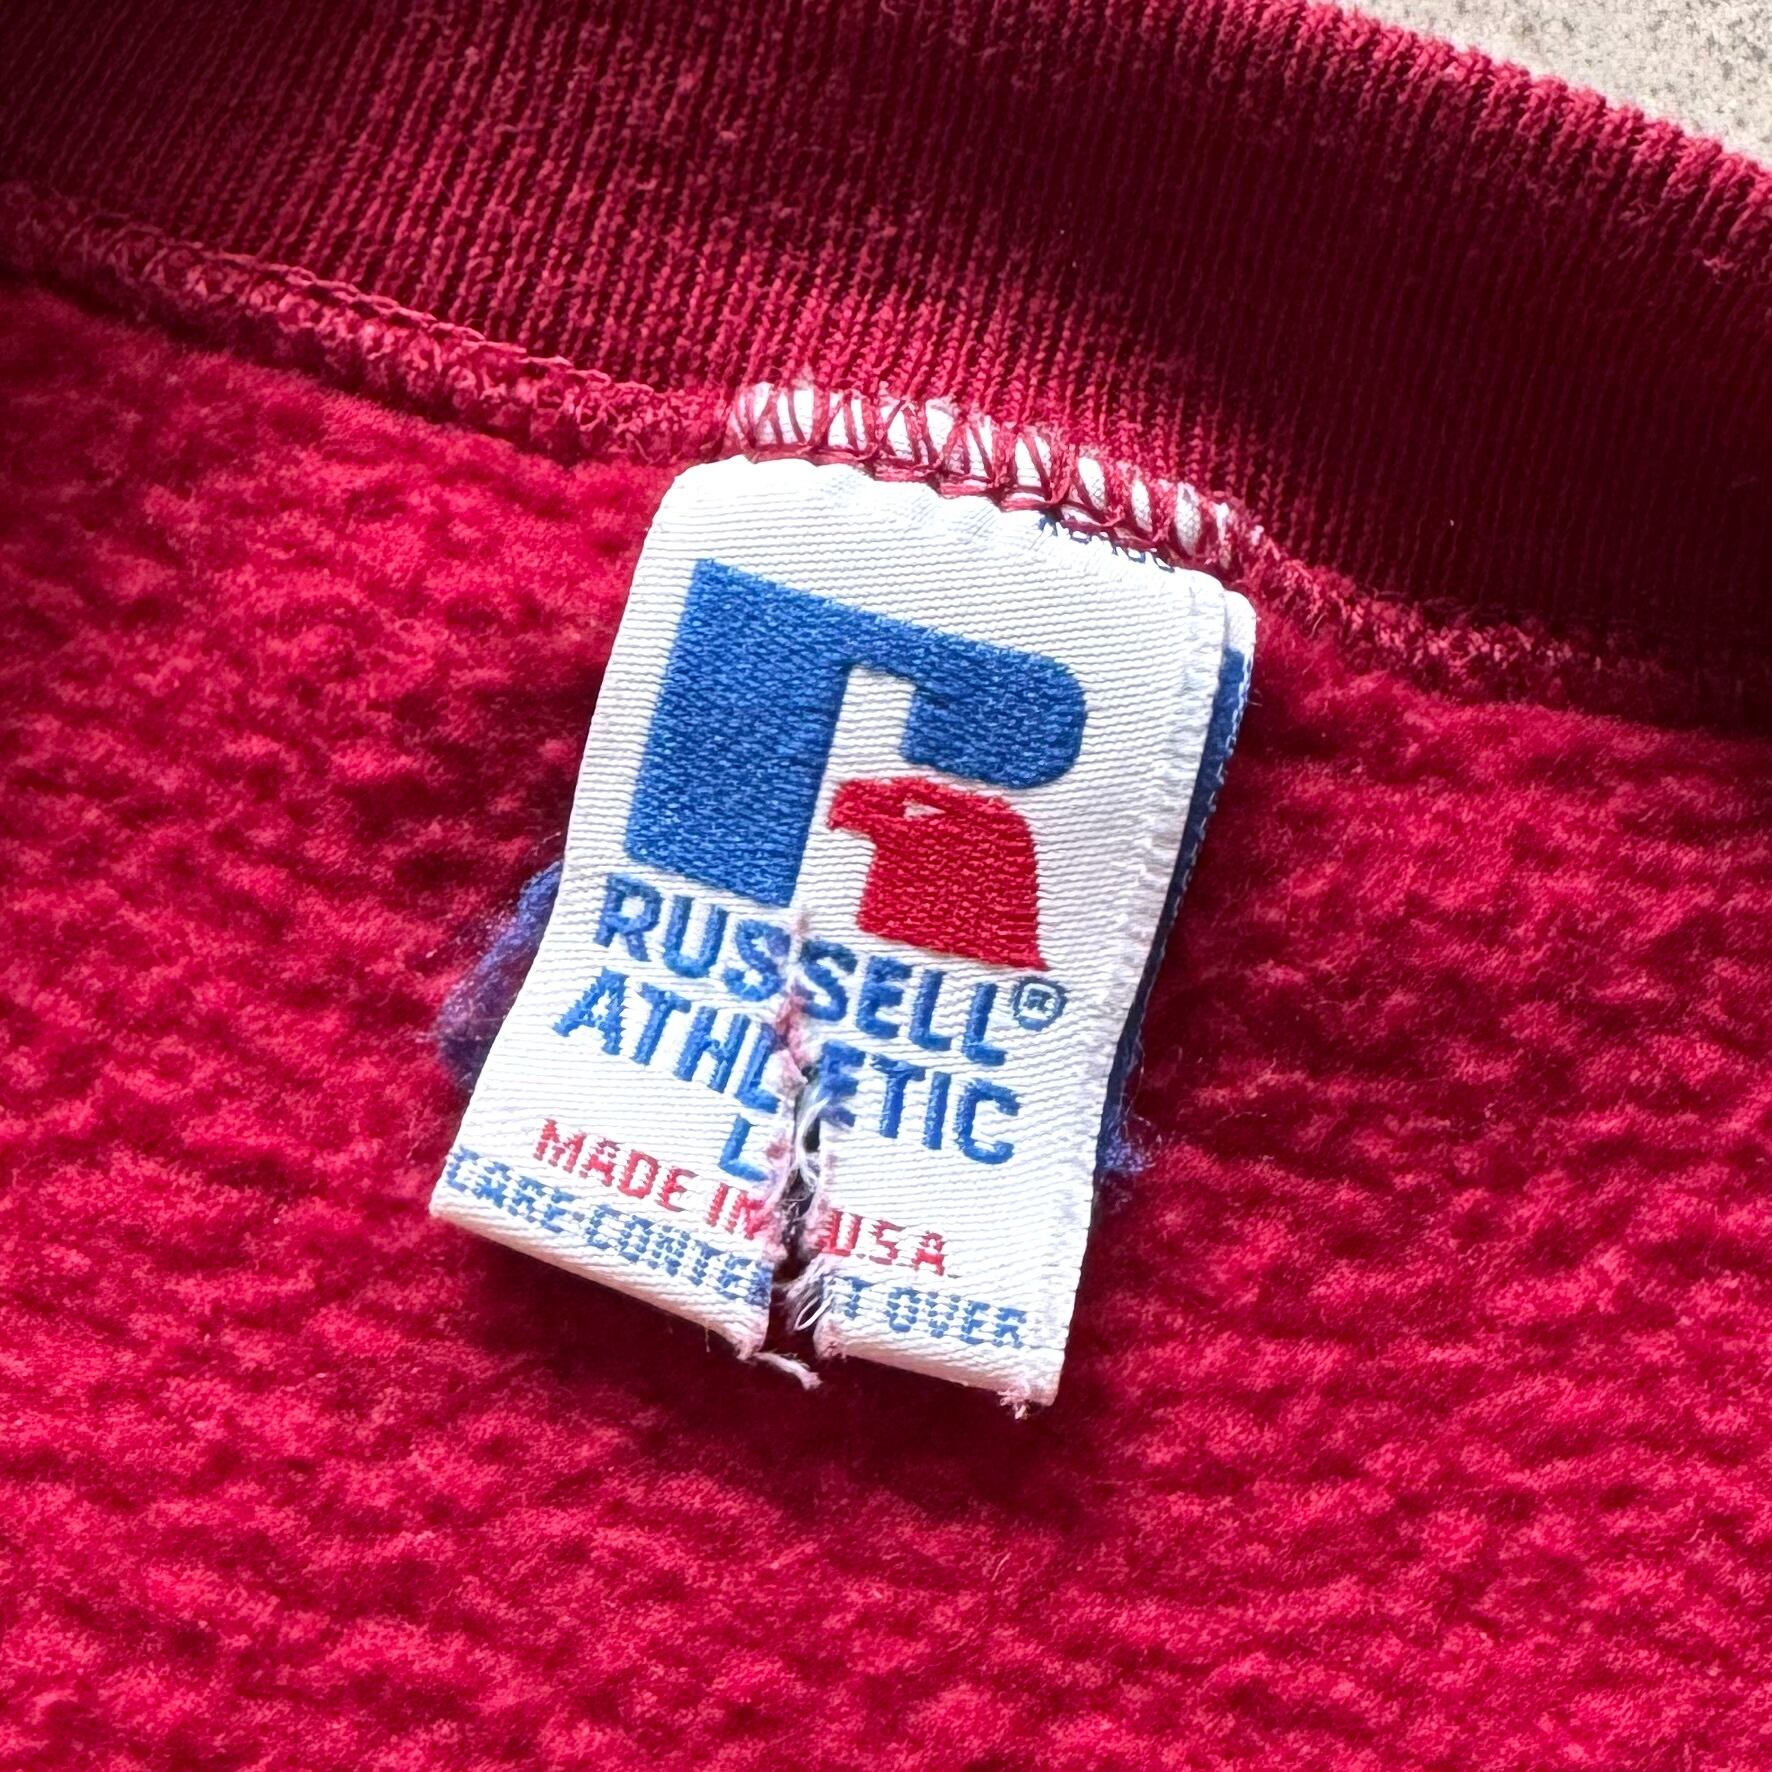 RUSSELL®
ATHLETIC
L
MADE IN U.S.A.
CARE-CONTENT OVER